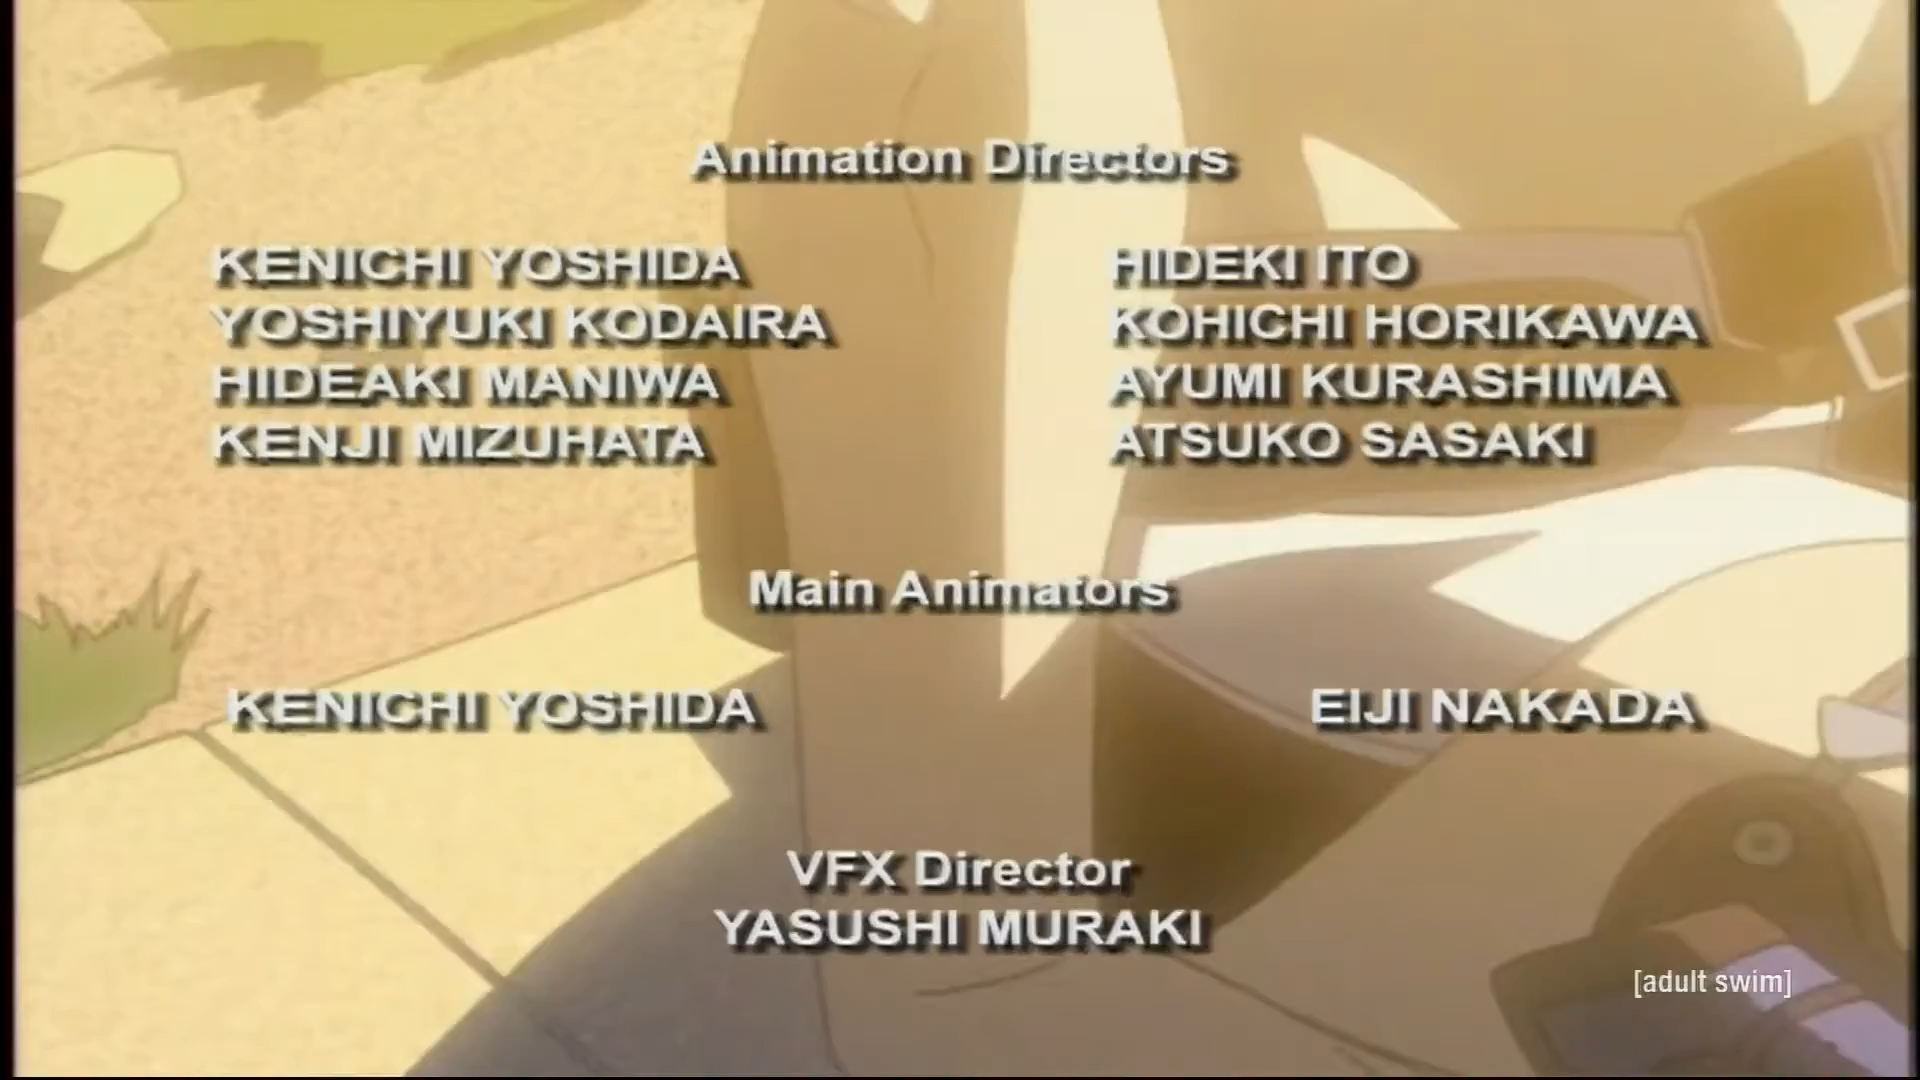 Animation Directors
KENICHI YOSHIDA
YOSHIYUKI KODAIRA
HIDEAKI MANIWA
KENJI MIZUHATA
HIDEKI ITO
KOHICHI HORIKAWA
AYUMI KURASHIMA
ATSUKO SASAKI
Main Animators
KENICHI YOSHIDA
EIJI NAKADA
VFX Director
YASUSHI MURAKI
[adult swim]